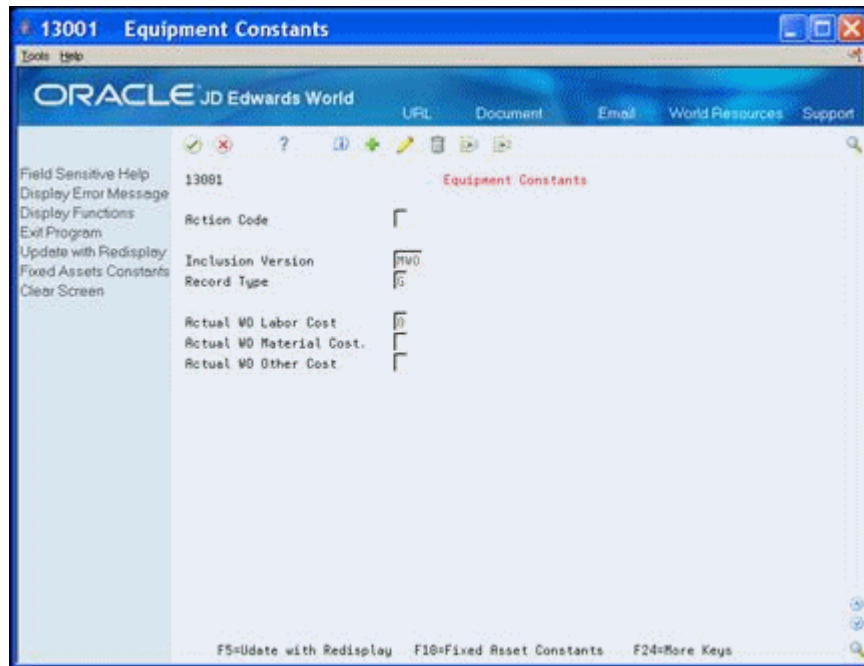 13001 Equipment Constants
Tools Help
ORACLE JD Edwards World
URL Document Email World Resources Support
Field Sensitive Help
Display Error Message
Display Functions
Exit Program
Update with Redisplay
Fixed Assets Constants
Clear Screen
13001 Equipment Constants
Action Code
Inclusion Version MWO
Record Type G
Actual WO Labor Cost 0
Actual WO Material Cost.
Actual WO Other Cost
F5=Udate with Redisplay F10=Fixed Asset Constants F24=More Keys